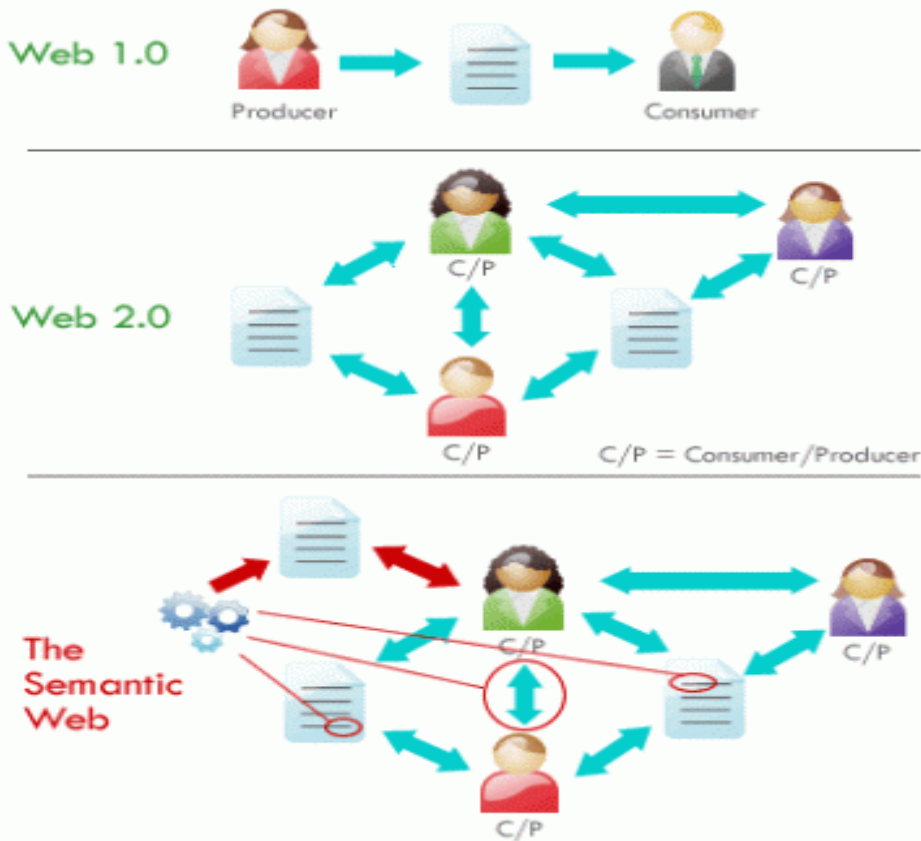 Web 1.0
Producer
Consumer
C/P
C/P
Web 2.0
C/P
C/P = Consumer/Producer
The
Semantic
Web
C/P
C/P
C/P